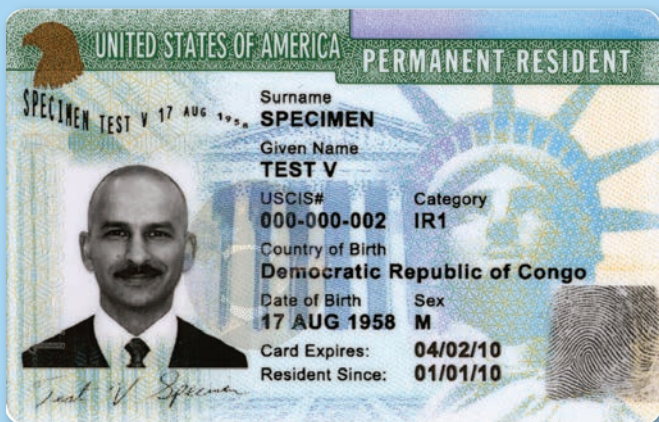 UNITED STATES OF AMERICA
PERMANENT RESIDENT
SPECIMEN TEST V 17 AUG 1958
Surname
SPECIMEN
Given Name
TEST V
USCIS# Category
000-000-002 IR1
Country of Birth
Democratic Republic of Congo
Date of Birth Sex
17 AUG 1958 M
Card Expires: 04/02/10
Resident Since: 01/01/10
Test V Specimen